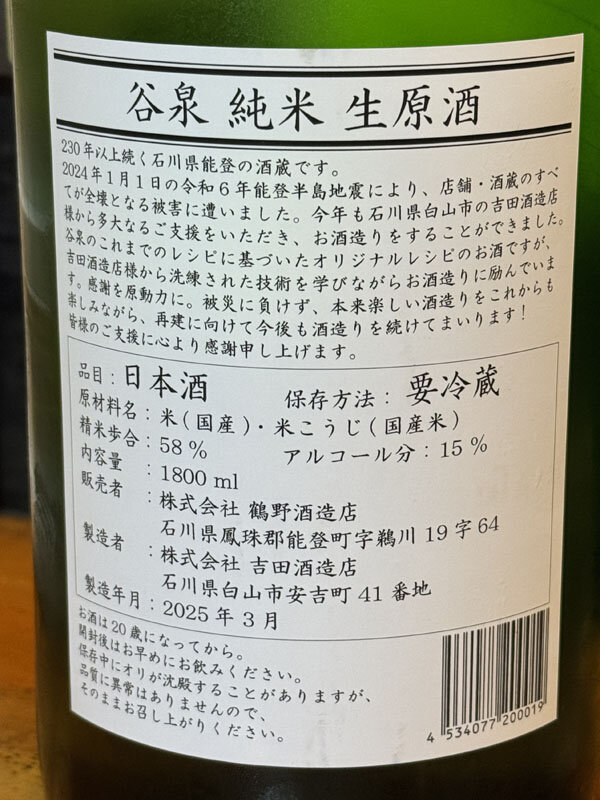 谷泉 純米 生原酒
230年以上続く石川県能登の酒蔵です。
2024年1月1日の令和6年能登半島地震により、店舗・酒蔵のすべ
てが全壊となる被害に遭いました。今年も石川県白山市の吉田酒造店
様から多大なるご支援をいただき、お酒造りをすることができました。
谷泉のこれまでのレシピに基づいたオリジナルレシピのお酒ですが、
吉田酒造店様から洗練された技術を学びながらお酒造りに励んでいま
す。感謝を原動力に。被災に負けず、本来楽しい酒造りをこれからも
楽しみながら、再建に向けて今後も酒造りを続けてまいります!
皆様のご支援に心より感謝申し上げます。
品目:日本酒 保存方法: 要冷蔵
原材料名:米(国産)・米こうじ(国産米)
精米歩合:58% アルコール分:15%
内容量:1800 ml
販売者:株式会社 鶴野酒造店
石川県鳳珠郡能登町字鵜川19字64
製造者:株式会社 吉田酒造店
石川県白山市安吉町41番地
製造年月:2025年3月
お酒は20歳になってから。
開封後はお早めにお飲みください。
保存中にオリが沈殿することがありますが、
品質に異常はありませんので、
そのままお召し上がりください。
4 534077 200019